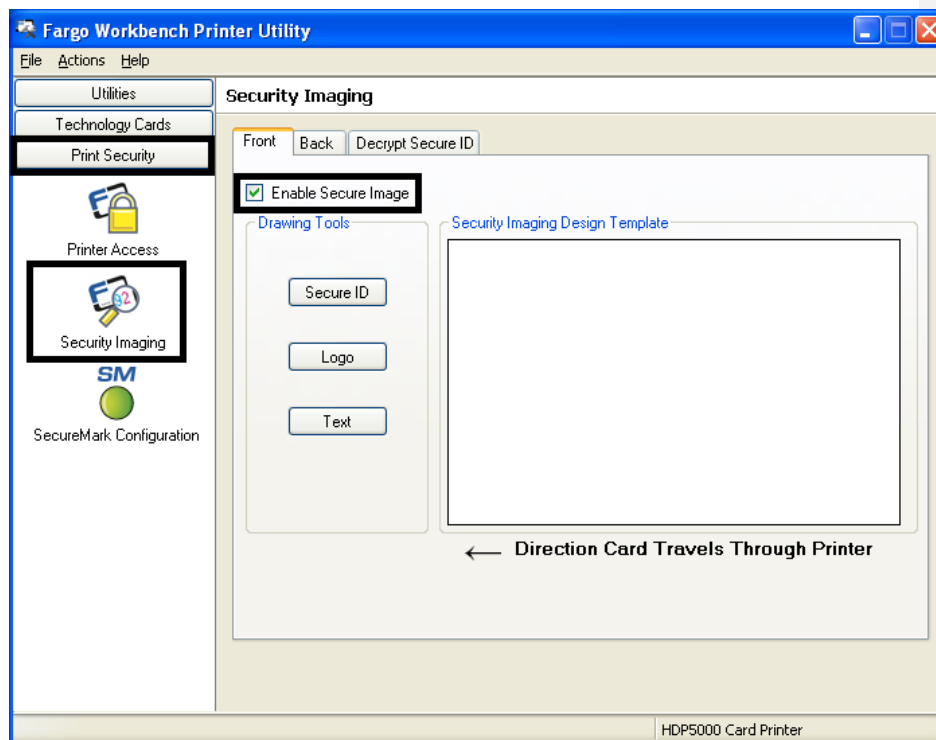 Fargo Workbench Printer Utility
File Actions Help
Utilities
Technology Cards
Print Security
Printer Access
Security Imaging
SM
SecureMark Configuration
Security Imaging
Front Back Decrypt Secure ID
Enable Secure Image
Drawing Tools
Secure ID
Logo
Text
Security Imaging Design Template
← Direction Card Travels Through Printer
HDP5000 Card Printer